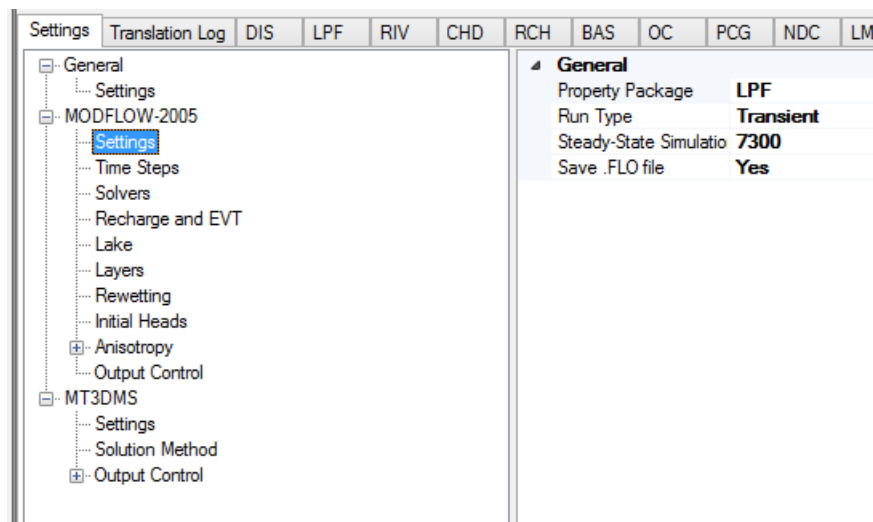 Settings Translation Log DIS LPF RIV CHD RCH BAS OC PCG NDC LM
General
Settings
MODFLOW-2005
Settings
Time Steps
Solvers
Recharge and EVT
Lake
Layers
Rewetting
Initial Heads
Anisotropy
Output Control
MT3DMS
Settings
Solution Method
Output Control
General
Property Package LPF
Run Type Transient
Steady-State Simulatio 7300
Save .FLO file Yes